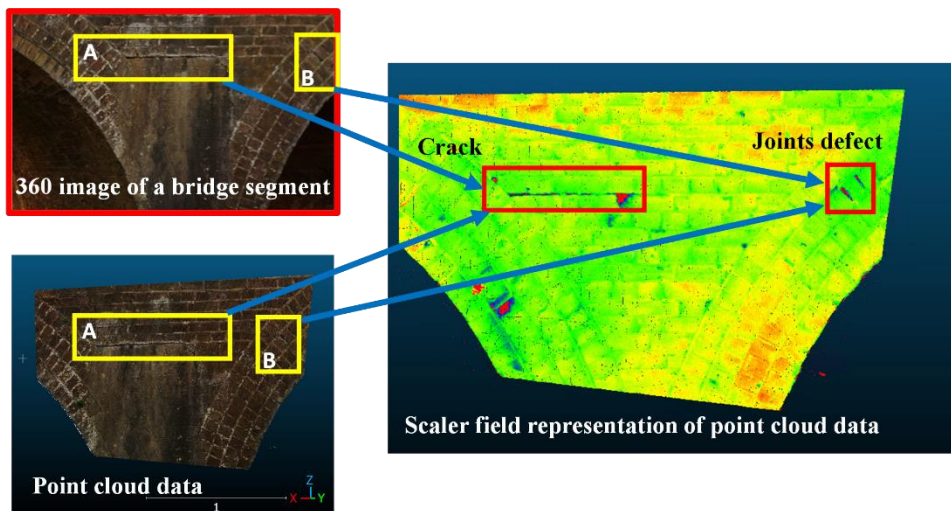 A
B
360 image of a bridge segment
A
B
Point cloud data
1
X
Z
Y
Crack
Joints defect
Scaler field representation of point cloud data